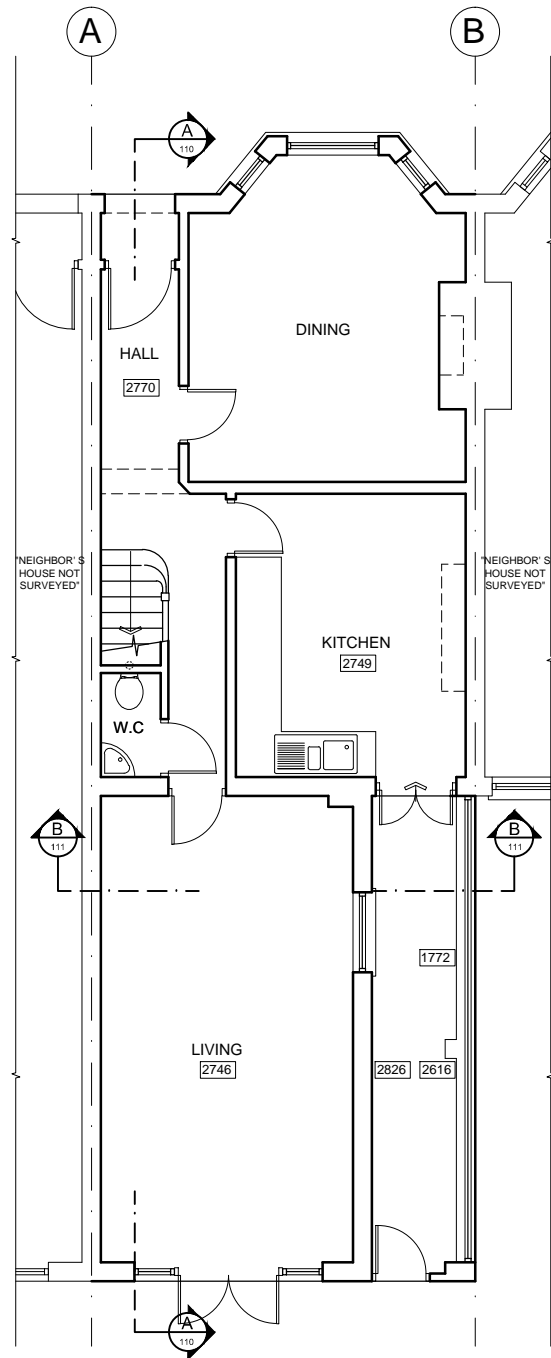 A
B
A
110
DINING
HALL
2770
"NEIGHBOR' S
HOUSE NOT
SURVEYED"
"NEIGHBOR' S
HOUSE NOT
SURVEYED"
KITCHEN
2749
W.C
B
111
B
111
1772
LIVING
2746
2826
2616
A
110